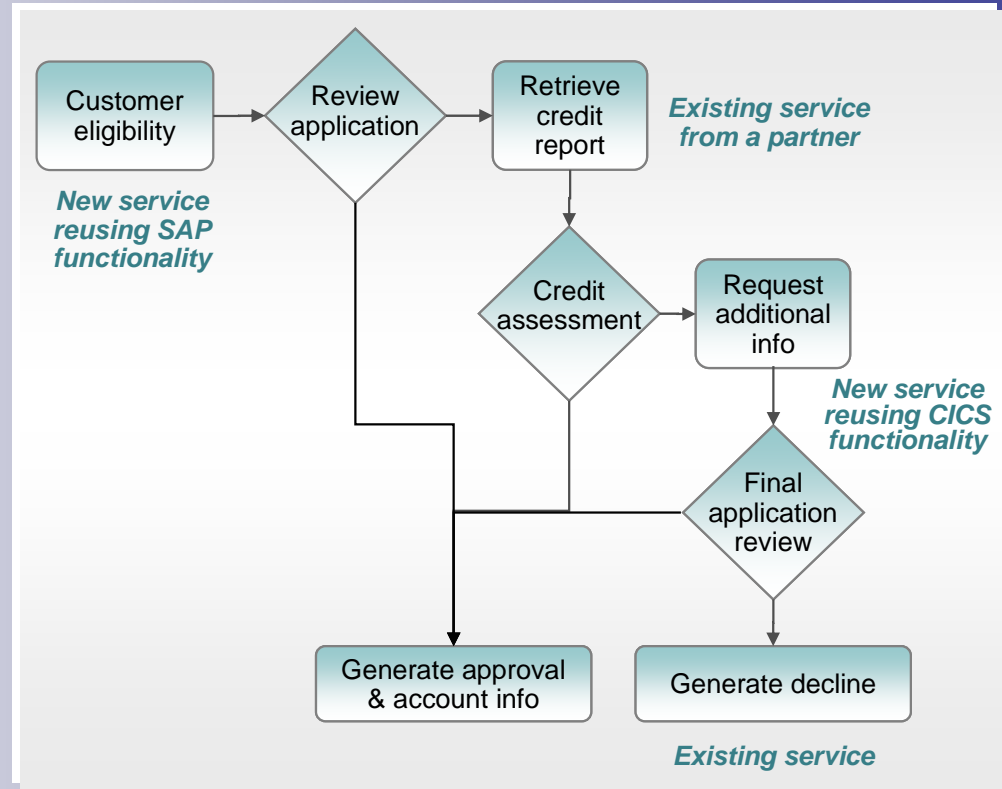 Customer
eligibility
Review
application
Retrieve
credit
report
Existing service
from a partner
New service
reusing SAP
functionality
Credit
assessment
Request
additional
info
New service
reusing CICS
functionality
Final
application
review
Generate approval
& account info
Generate decline
Existing service